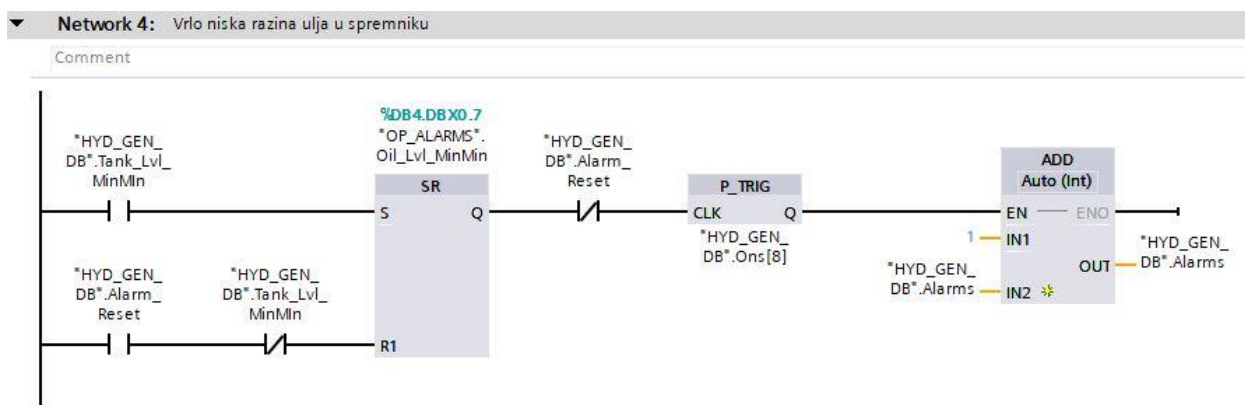 Network 4: Vrlo niska razina ulja u spremniku
Comment
%DB4.DBX0.7
"OP_ALARMS".
Oil_Lvl_MinMin
"HYD_GEN_
DB".Tank_Lvl_
MinMIn
SR
S
Q
"HYD_GEN_
DB".Alarm_
Reset
P_TRIG
CLK
Q
"HYD_GEN_
DB".Ons[8]
ADD
Auto (Int)
EN
ENO
1
IN1
"HYD_GEN_
DB".Alarms
IN2
OUT
"HYD_GEN_
DB".Alarms
"HYD_GEN_
DB".Alarm_
Reset
"HYD_GEN_
DB".Tank_Lvl_
MinMIn
R1